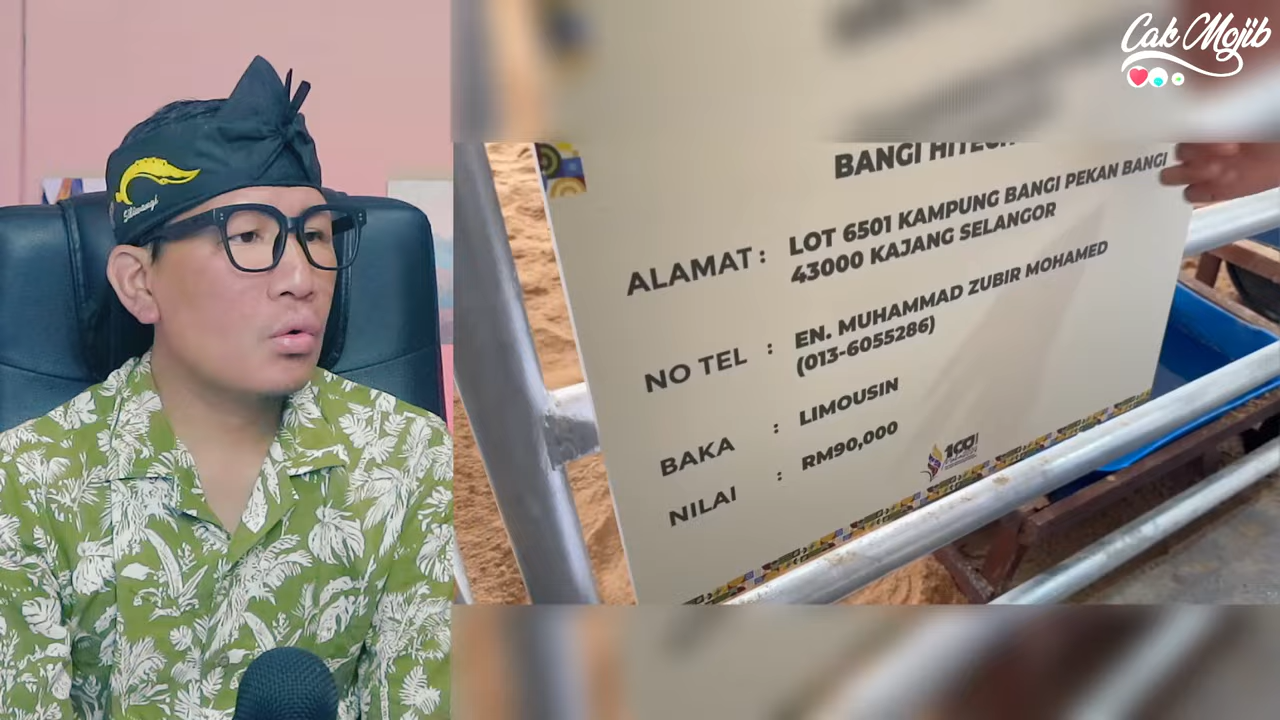 Cak Mojib
Siliwangi
BANGI HITECH
ALAMAT :
LOT 6501 KAMPUNG BANGI PEKAN BANGI
43000 KAJANG SELANGOR
NO TEL :
EN. MUHAMMAD ZUBIR MOHAMED
(013-6055286)
BAKA : LIMOUSIN
NILAI : RM90,000
100